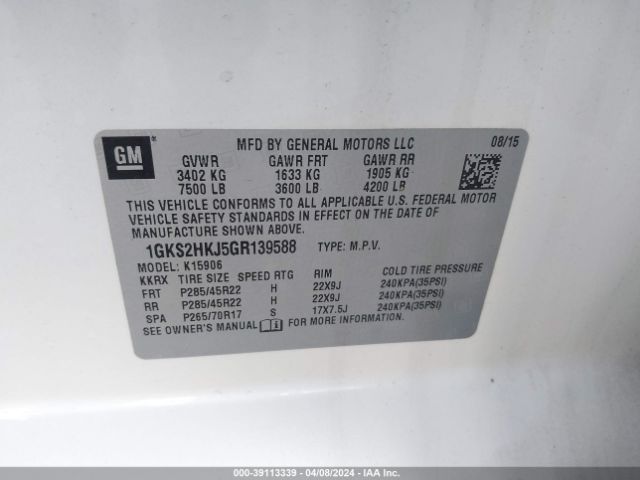 GM
MFD BY GENERAL MOTORS LLC 08/15
GVWR GAWR FRT GAWR RR
3402 KG 1633 KG 1905 KG
7500 LB 3600 LB 4200 LB
THIS VEHICLE CONFORMS TO ALL APPLICABLE U.S. FEDERAL MOTOR
VEHICLE SAFETY STANDARDS IN EFFECT ON THE DATE OF
MANUFACTURE SHOWN ABOVE.
1GKS2HKJ5GR139588 TYPE: M.P.V.
MODEL: K15906
KKRX TIRE SIZE SPEED RTG RIM COLD TIRE PRESSURE
FRT P285/45R22 H 22X9J 240KPA(35PSI)
RR P285/45R22 H 22X9J 240KPA(35PSI)
SPA P265/70R17 S 17X7.5J 240KPA(35PSI)
SEE OWNER'S MANUAL FOR MORE INFORMATION.
000-39113339 - 04/08/2024 - IAAI.COM